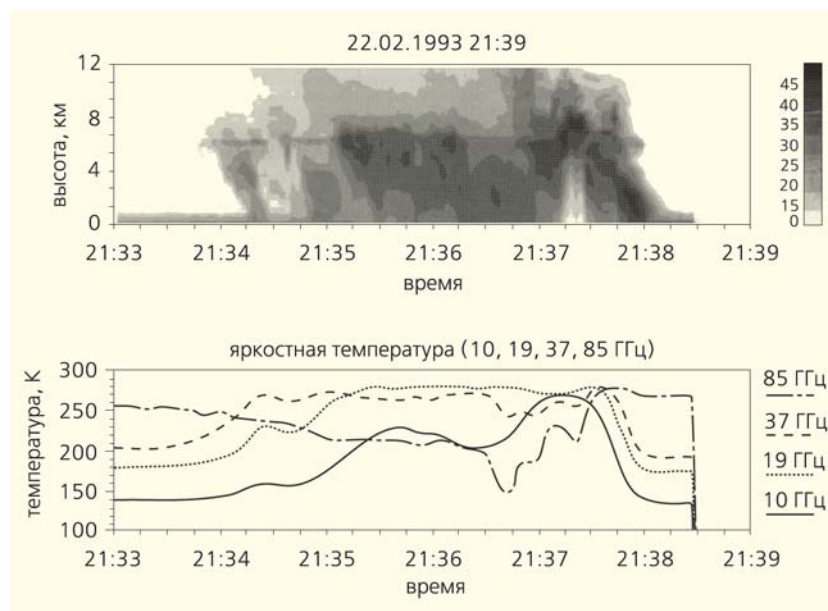 22.02.1993 21:39
высота, км
12
8
4
0
45
40
35
30
25
20
15
0
21:33 21:34 21:35 21:36 21:37 21:38 21:39
время
яркостная температура (10, 19, 37, 85 ГГц)
температура, К
300
250
200
150
100
85 ГГц
37 ГГц
19 ГГц
10 ГГц
21:33 21:34 21:35 21:36 21:37 21:38 21:39
время